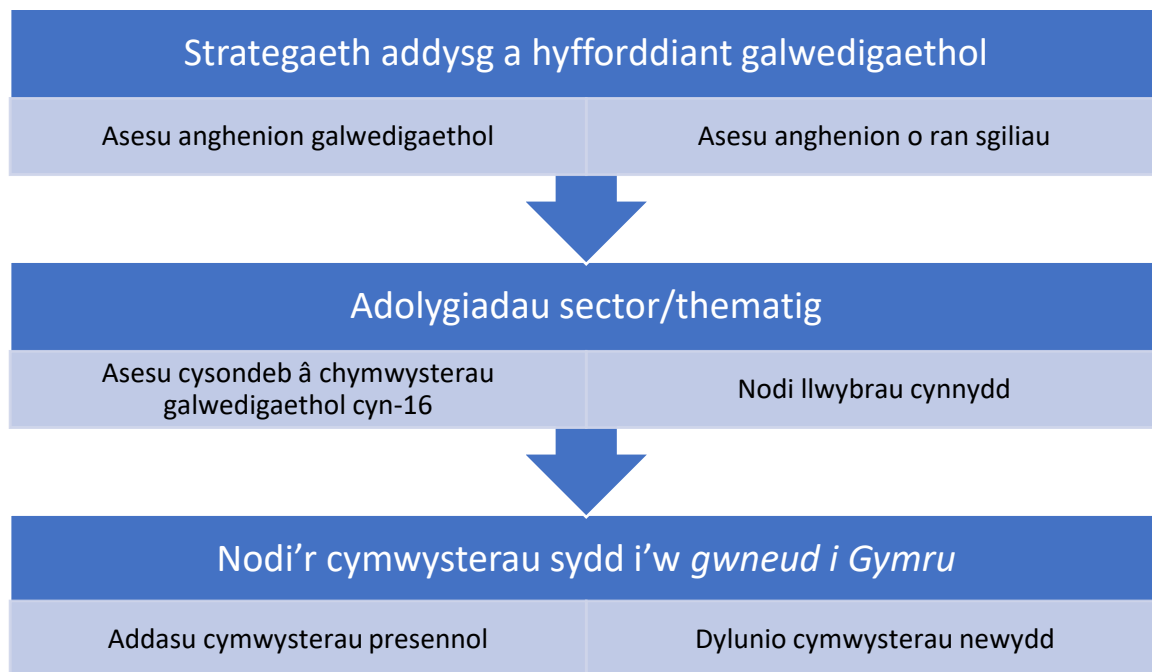 Strategaeth addysg a hyfforddiant galwedigaethol
Asesu anghenion galwedigaethol
Asesu anghenion o ran sgiliau
Adolygiadau sector/thematig
Asesu cysondeb â chymwysterau
galwedigaethol cyn-16
Nodi llwybrau cynnydd
Nodi’r cymwysterau sydd i’w gwneud i Gymru
Addasu cymwysterau presennol
Dylunio cymwysterau newydd